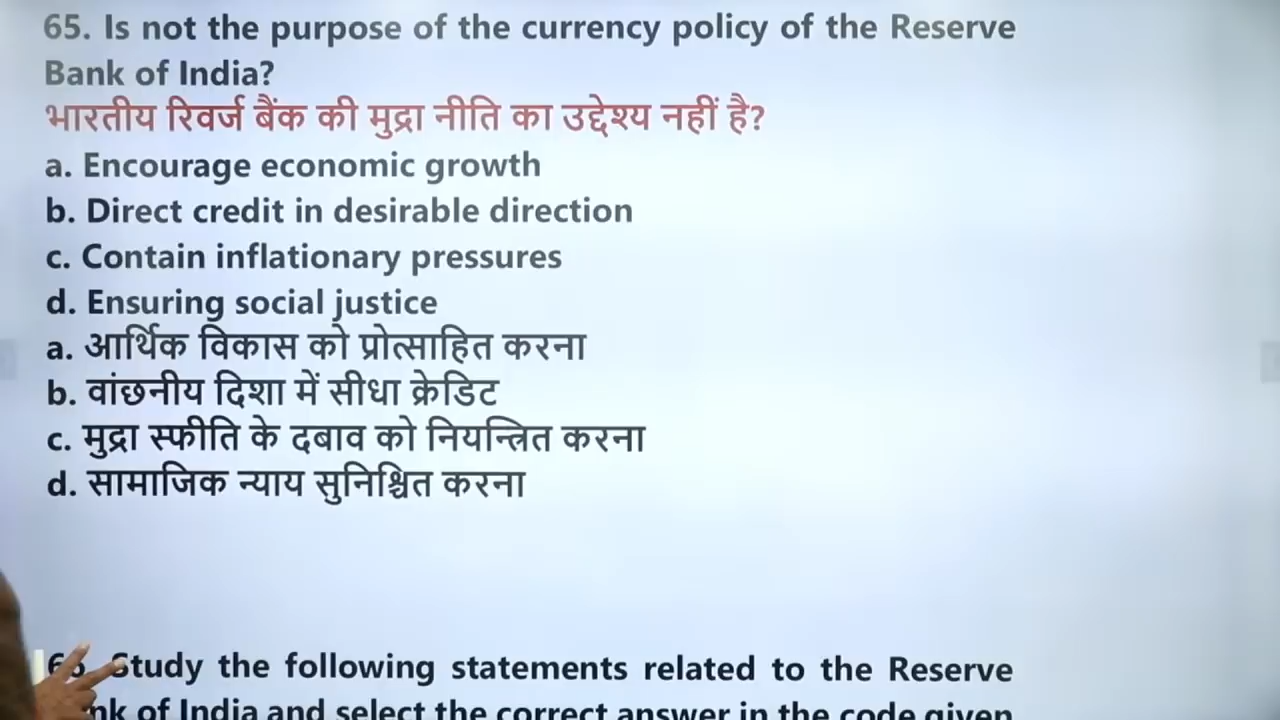 65. Is not the purpose of the currency policy of the Reserve
Bank of India?
भारतीय रिवर्ज बैंक की मुद्रा नीति का उद्देश्य नहीं है?
a. Encourage economic growth
b. Direct credit in desirable direction
c. Contain inflationary pressures
d. Ensuring social justice
a. आर्थिक विकास को प्रोत्साहित करना
b. वांछनीय दिशा में सीधा क्रेडिट
c. मुद्रा स्फीति के दबाव को नियन्त्रित करना
d. सामाजिक न्याय सुनिश्चित करना
Study the following statements related to the Reserve
of India and select the correct answer in the code given